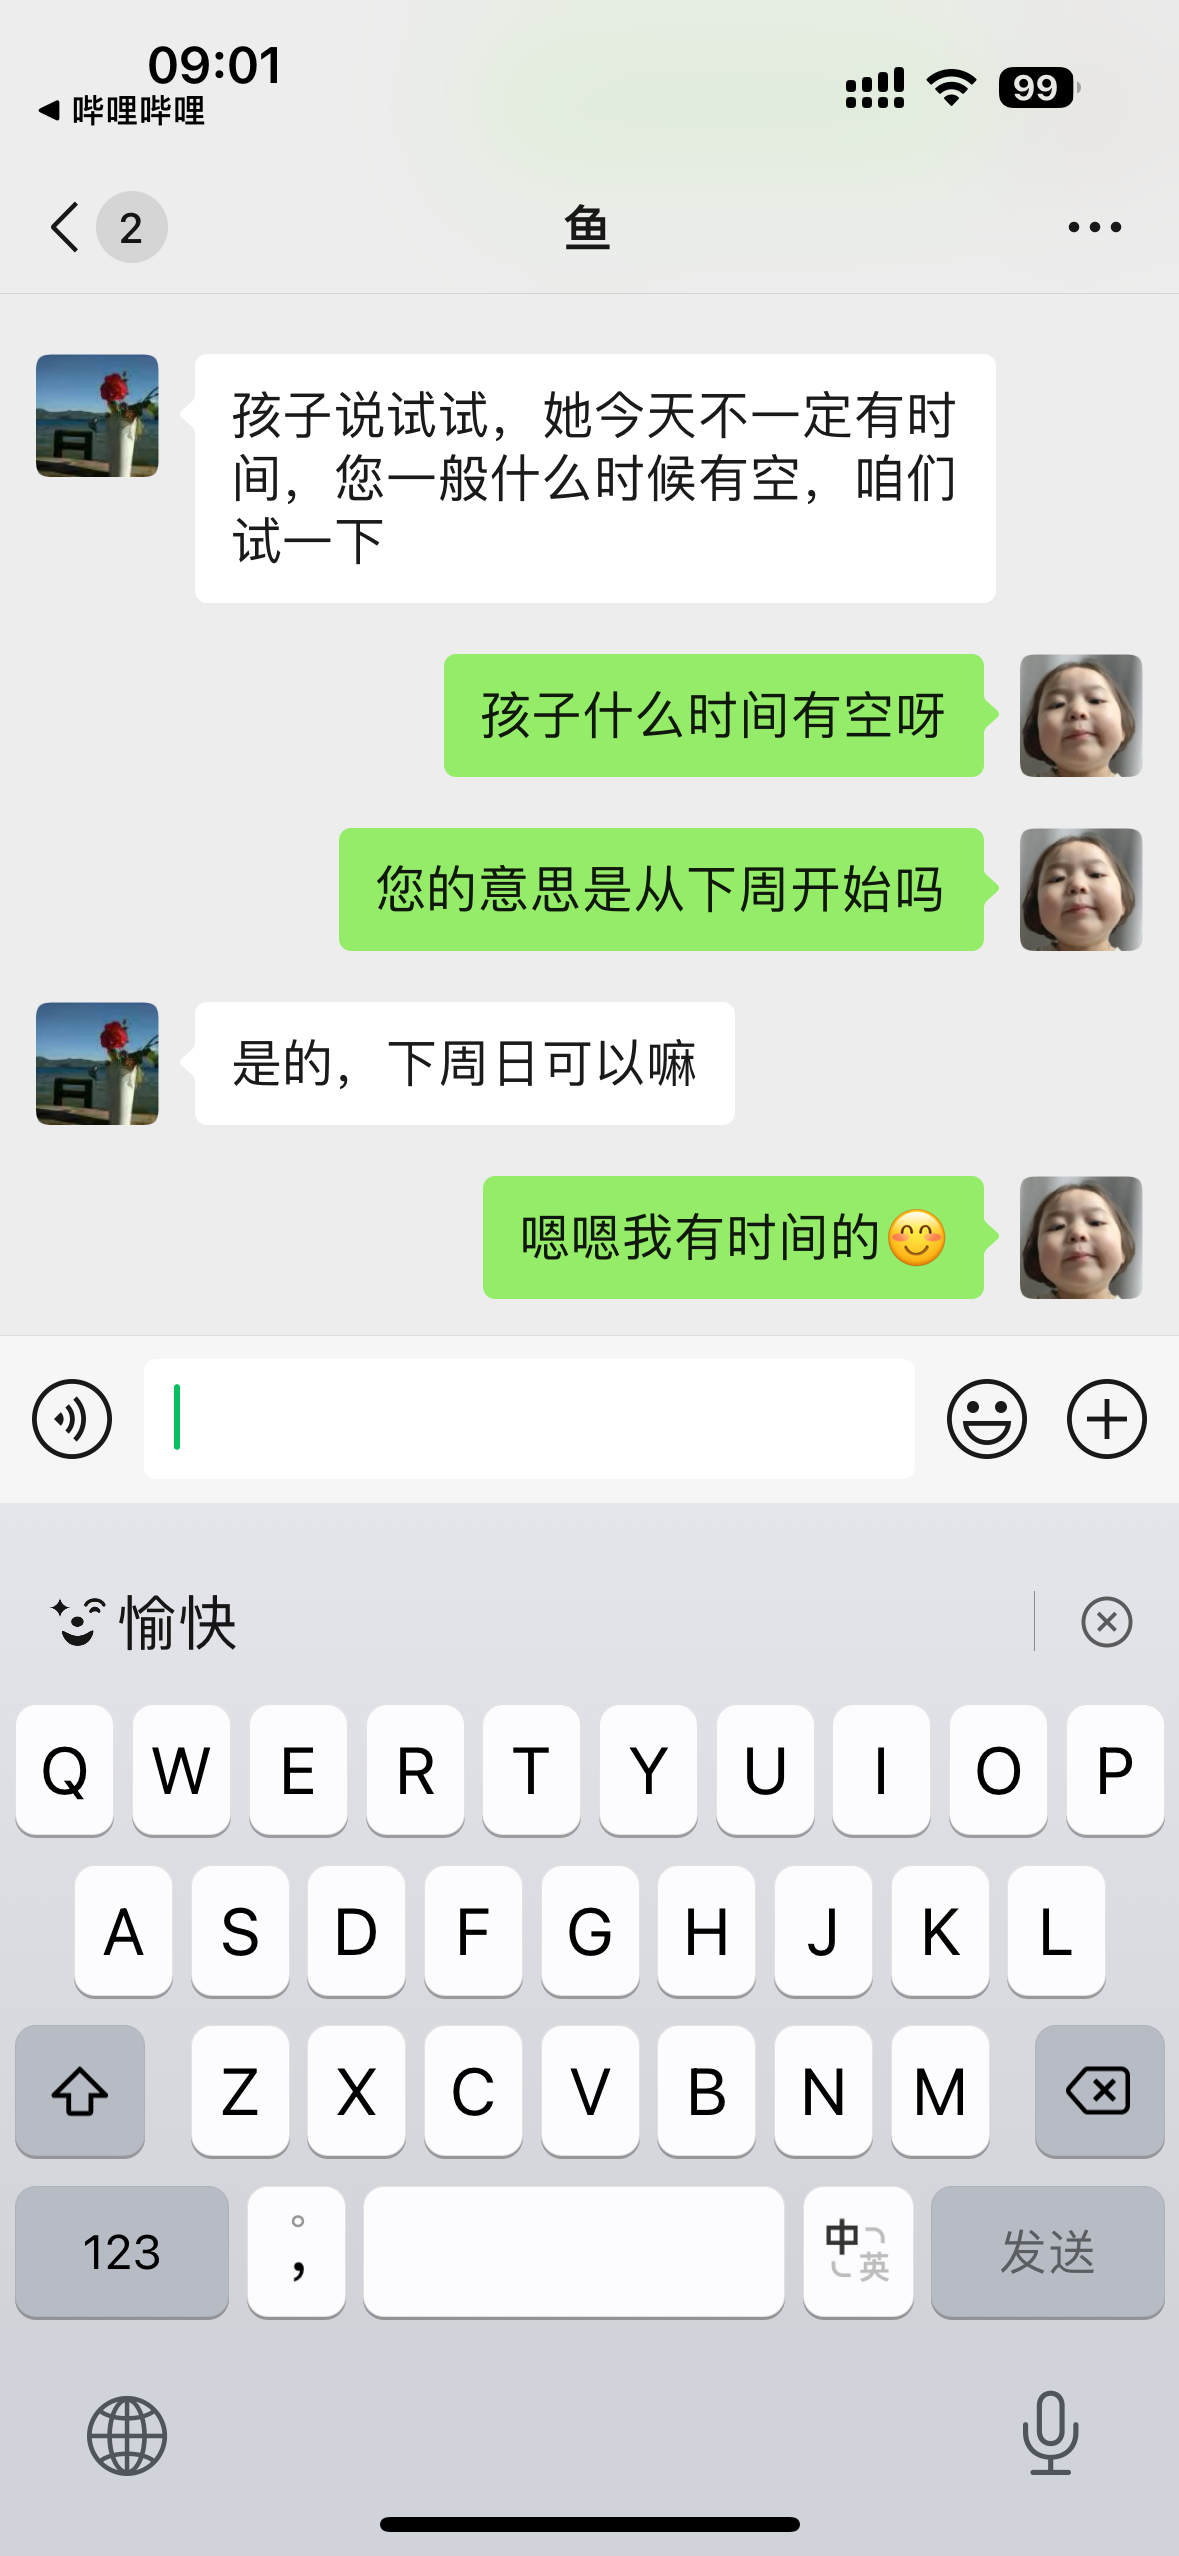 09:01
哔哩哔哩
99
2
鱼
孩子说试试，她今天不一定有时
间，您一般什么时候有空，咱们
试一下
孩子什么时间有空呀
您的意思是从下周开始吗
是的，下周日可以嘛
嗯嗯我有时间的😊
愉快
Q W E R T Y U I O P
A S D F G H J K L
Z X C V B N M
123 。， 中英 发送